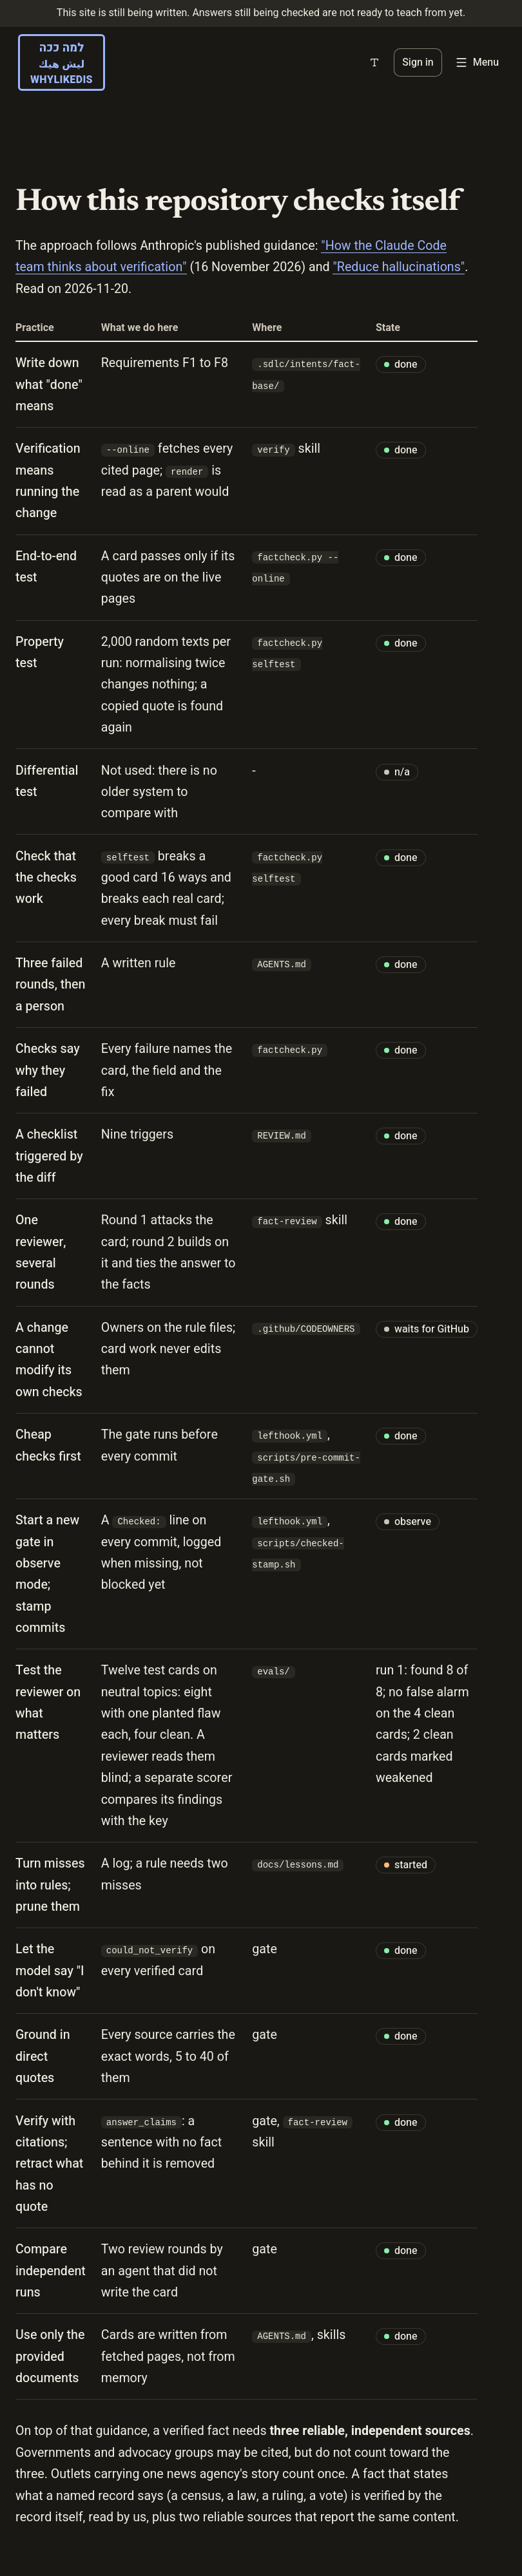 This site is still being written. Answers still being checked are not ready to teach from yet.
למה ככה
ليش هيك
WHYLIKEDIS
T
Sign in
Menu
How this repository checks itself
The approach follows Anthropic's published guidance: "How the Claude Code
team thinks about verification" (16 November 2026) and "Reduce hallucinations".
Read on 2026-11-20.
Practice What we do here Where State
Write down what "done" means
Requirements F1 to F8
.sdlc/intents/fact-base/
done
Verification means running the change
--online fetches every cited page; render is read as a parent would
verify skill
done
End-to-end test
A card passes only if its quotes are on the live pages
factcheck.py --online
done
Property test
2,000 random texts per run: normalising twice changes nothing; a copied quote is found again
factcheck.py selftest
done
Differential test
Not used: there is no older system to compare with
-
n/a
Check that the checks work
selftest breaks a good card 16 ways and breaks each real card; every break must fail
factcheck.py selftest
done
Three failed rounds, then a person
A written rule
AGENTS.md
done
Checks say why they failed
Every failure names the card, the field and the fix
factcheck.py
done
A checklist triggered by the diff
Nine triggers
REVIEW.md
done
One reviewer, several rounds
Round 1 attacks the card; round 2 builds on it and ties the answer to the facts
fact-review skill
done
A change cannot modify its own checks
Owners on the rule files; card work never edits them
.github/CODEOWNERS
waits for GitHub
Cheap checks first
The gate runs before every commit
lefthook.yml, scripts/pre-commit-gate.sh
done
Start a new gate in observe mode; stamp commits
A Checked: line on every commit, logged when missing, not blocked yet
lefthook.yml, scripts/checked-stamp.sh
observe
Test the reviewer on what matters
Twelve test cards on neutral topics: eight with one planted flaw each, four clean. A reviewer reads them blind; a separate scorer compares its findings with the key
evals/
run 1: found 8 of 8; no false alarm on the 4 clean cards; 2 clean cards marked weakened
Turn misses into rules; prune them
A log; a rule needs two misses
docs/lessons.md
started
Let the model say "I don't know"
could_not_verify on every verified card
gate
done
Ground in direct quotes
Every source carries the exact words, 5 to 40 of them
gate
done
Verify with citations; retract what has no quote
answer_claims: a sentence with no fact behind it is removed
gate, fact-review skill
done
Compare independent runs
Two review rounds by an agent that did not write the card
gate
done
Use only the provided documents
Cards are written from fetched pages, not from memory
AGENTS.md, skills
done
On top of that guidance, a verified fact needs three reliable, independent sources.
Governments and advocacy groups may be cited, but do not count toward the
three. Outlets carrying one news agency's story count once. A fact that states
what a named record says (a census, a law, a ruling, a vote) is verified by the
record itself, read by us, plus two reliable sources that report the same content.